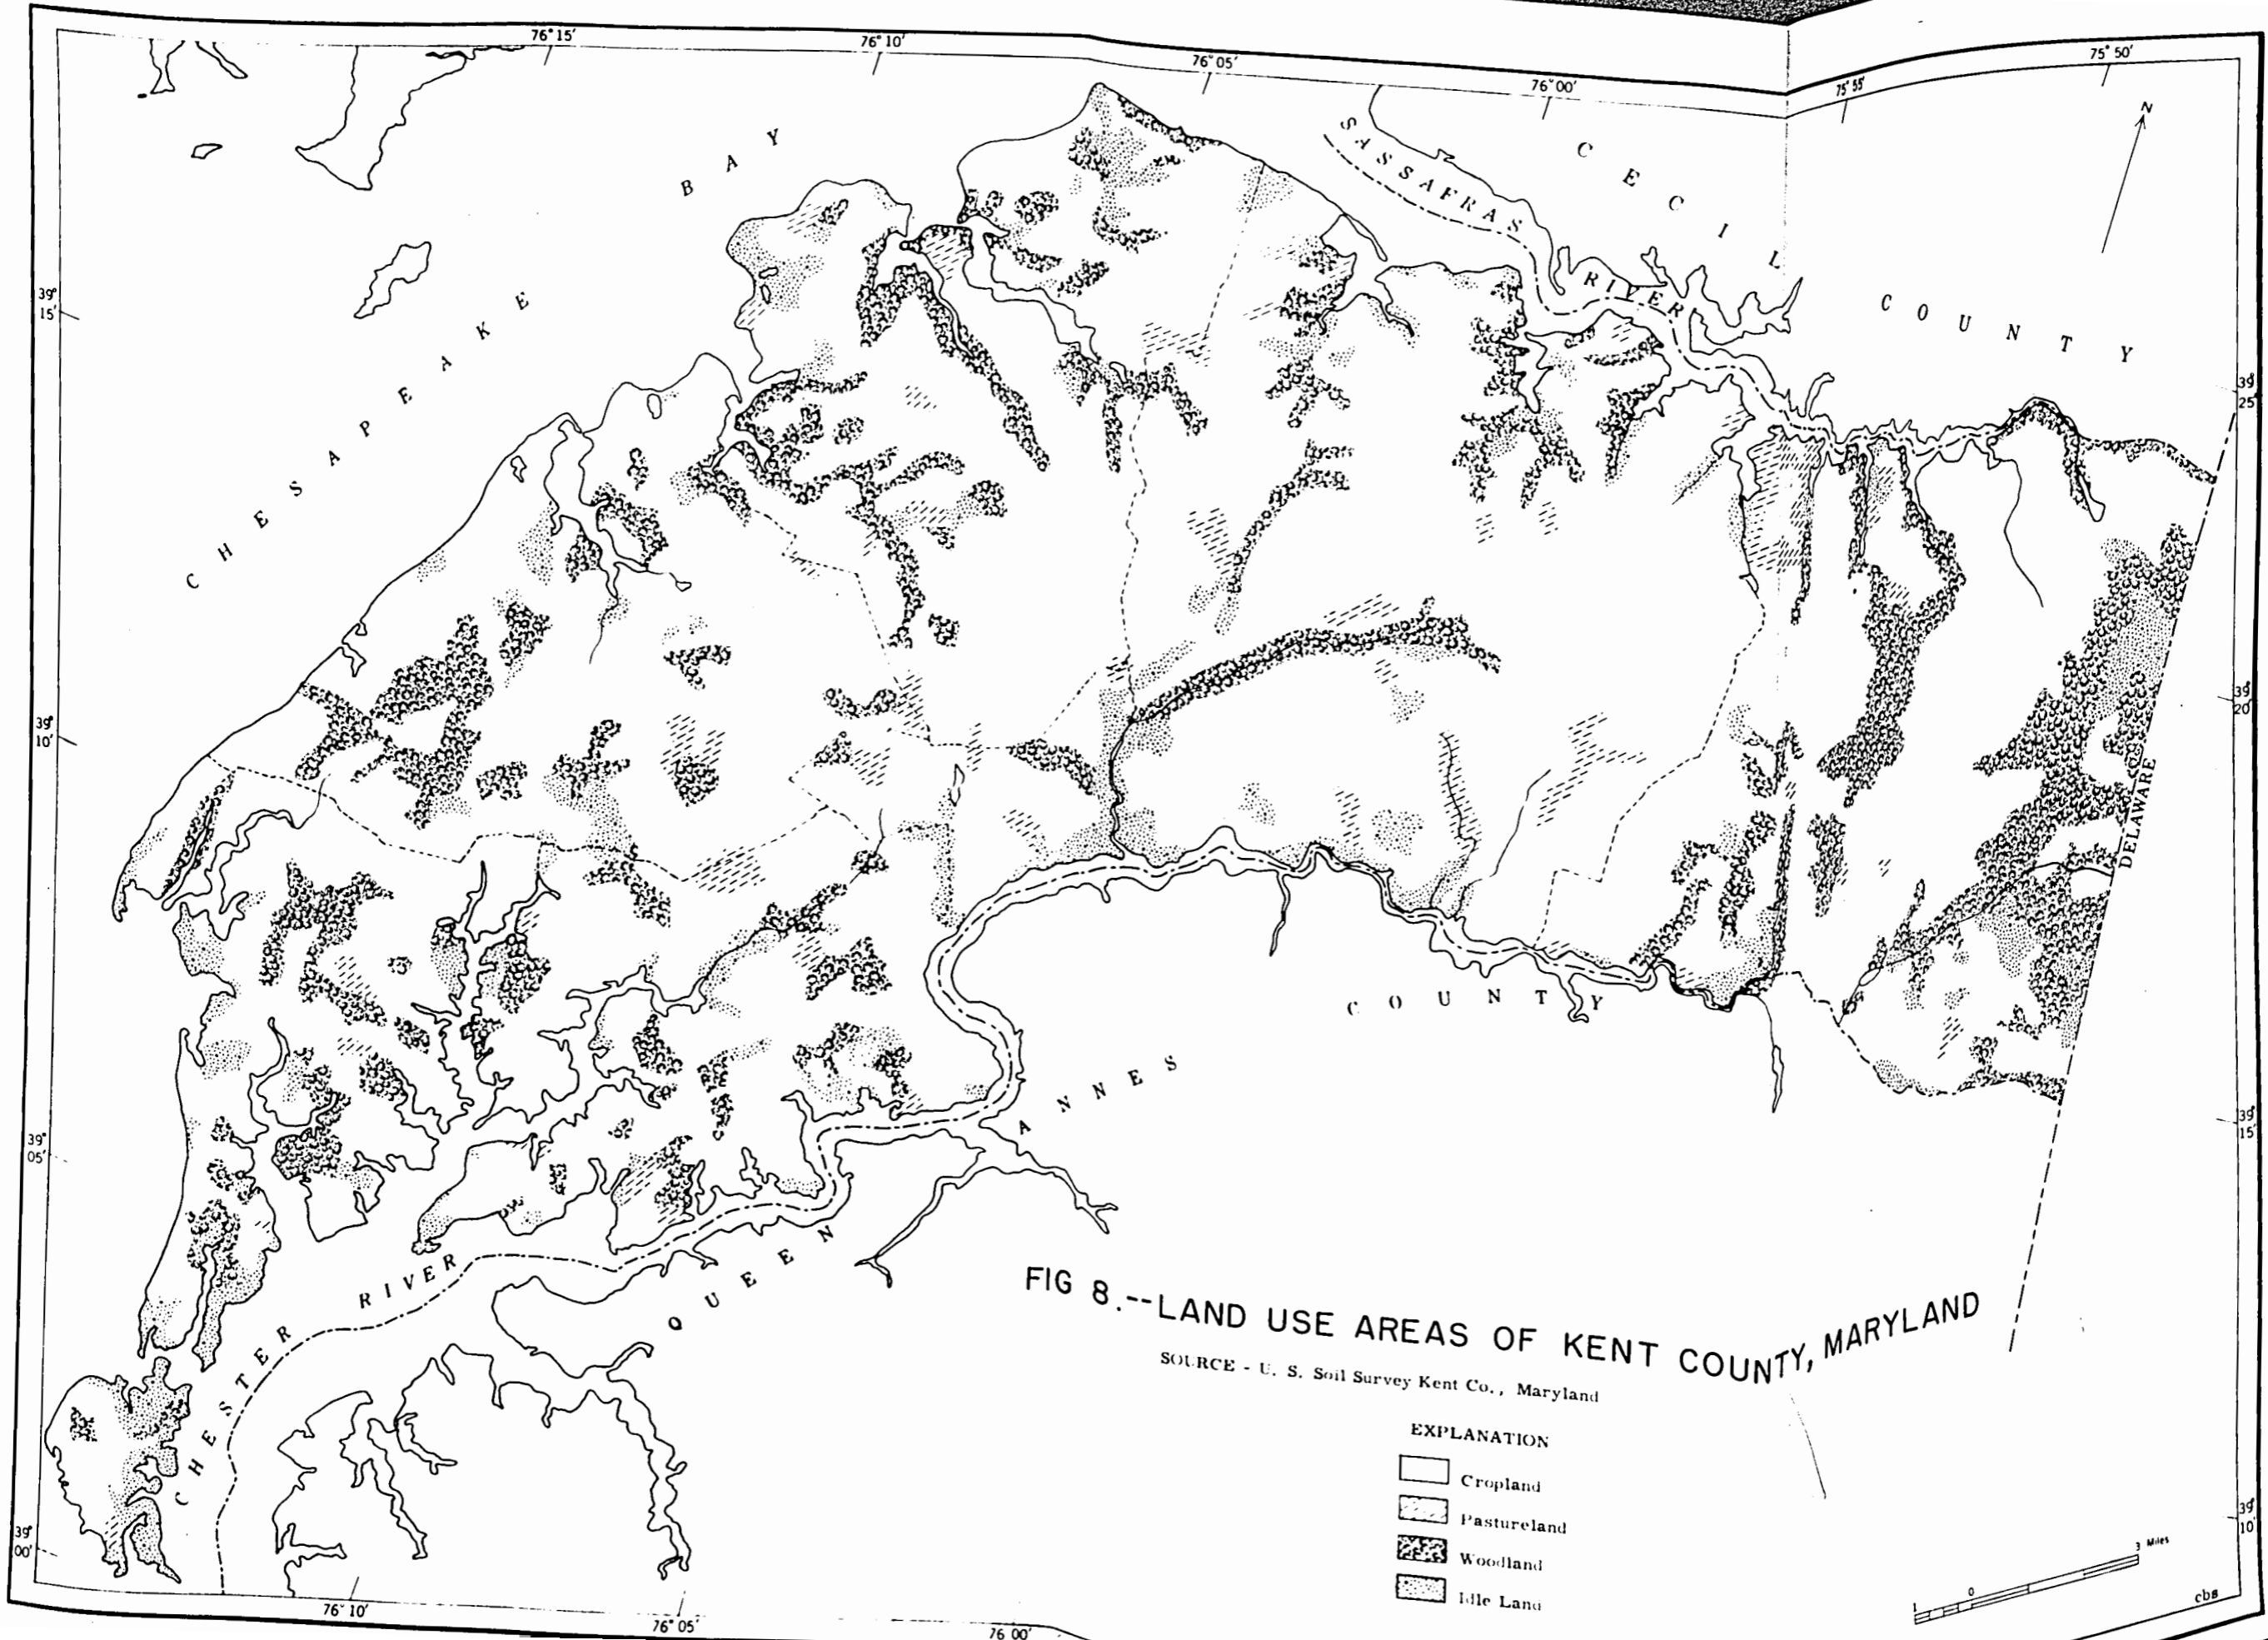 76° 15'
76° 10'
76° 05'
76° 00'
75° 55'
75° 50'
N
CHESAPEAKE BAY
SASSAFRAS RIVER
CECIL COUNTY
39° 15'
39° 25'
39° 10'
39° 20'
DELAWARE
39° 05'
39° 15'
QUEEN ANNES COUNTY
CHESTER RIVER
39° 00'
39° 10'
FIG 8.--LAND USE AREAS OF KENT COUNTY, MARYLAND
SOURCE - U. S. Soil Survey Kent Co., Maryland
EXPLANATION
Cropland
Pastureland
Woodland
Idle Land
1 0 3 Miles
cbs
76° 10'
76° 05'
76 00'